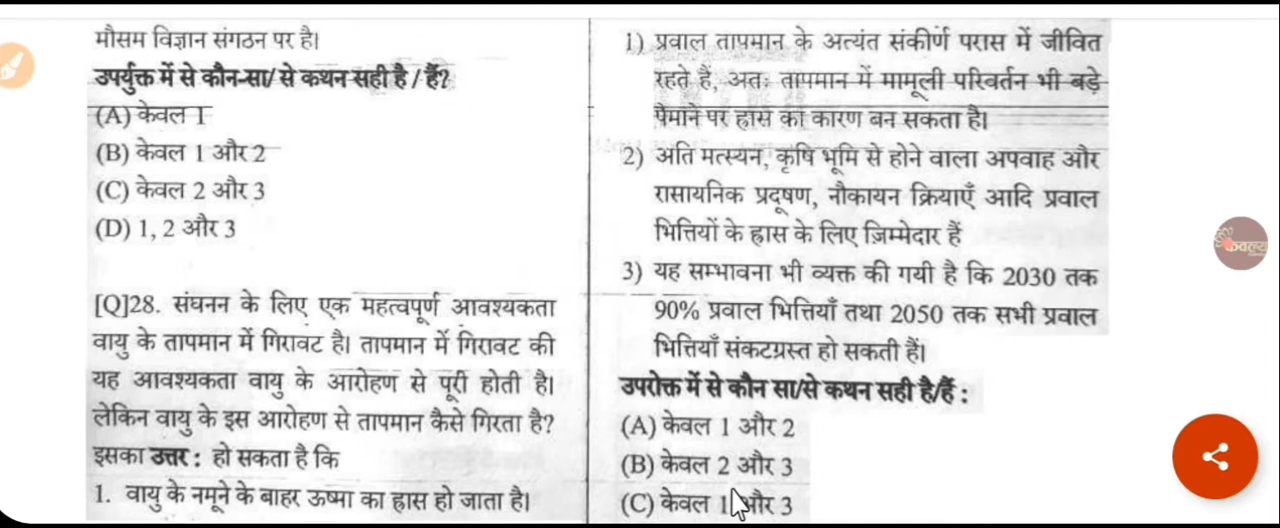 मौसम विज्ञान संगठन पर है।
उपर्युक्त में से कौन-सा/ से कथन सही है / हैं?
(A) केवल 1
(B) केवल 1 और 2
(C) केवल 2 और 3
(D) 1, 2 और 3
[Q]28. संघनन के लिए एक महत्वपूर्ण आवश्यकता
वायु के तापमान में गिरावट है। तापमान में गिरावट की
यह आवश्यकता वायु के आरोहण से पूरी होती है।
लेकिन वायु के इस आरोहण से तापमान कैसे गिरता है?
इसका उत्तर : हो सकता है कि
1. वायु के नमूने के बाहर ऊष्मा का ह्रास हो जाता है।
1) प्रवाल तापमान के अत्यंत संकीर्ण परास में जीवित
रहते हैं, अतः तापमान में मामूली परिवर्तन भी बड़े
पैमाने पर ह्रास का कारण बन सकता है।
2) अति मत्स्यन, कृषि भूमि से होने वाला अपवाह और
रासायनिक प्रदूषण, नौकायन क्रियाएँ आदि प्रवाल
भित्तियों के ह्रास के लिए ज़िम्मेदार हैं
3) यह सम्भावना भी व्यक्त की गयी है कि 2030 तक
90% प्रवाल भित्तियाँ तथा 2050 तक सभी प्रवाल
भित्तियाँ संकटग्रस्त हो सकती हैं।
उपरोक्त में से कौन सा/से कथन सही है/हैं :
(A) केवल 1 और 2
(B) केवल 2 और 3
(C) केवल 1 और 3